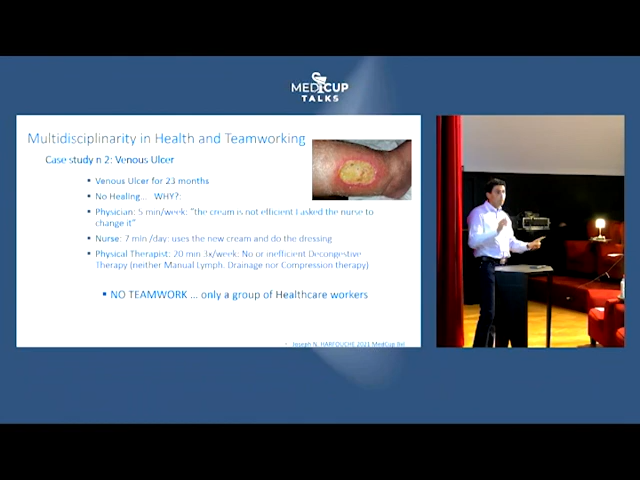 MEDICUP
TALKS
Multidisciplinarity in Health and Teamworking
Case study n 2: Venous Ulcer
Venous Ulcer for 23 months
No Healing... WHY?:
Physician: 5 min/week: "the cream is not efficient I asked the nurse to
change it"
Nurse: 7 min /day: uses the new cream and do the dressing
Physical Therapist: 20 min 3x/week: No or inefficient Decongestive
Therapy (neither Manual Lymph. Drainage nor Compression therapy)
NO TEAMWORK ... only a group of Healthcare workers
Joseph N. HARFOUCHE 2021 MedCup